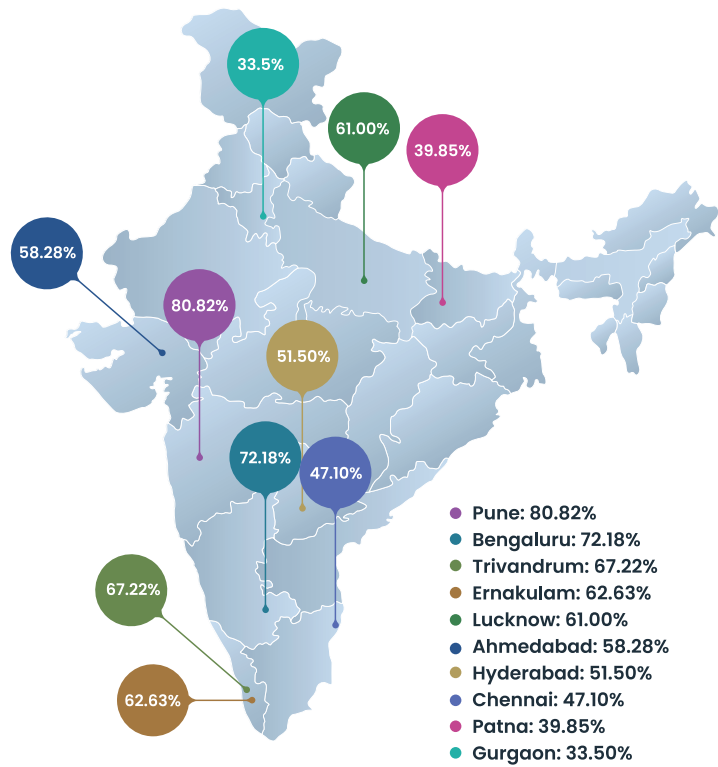 33.5%
61.00%
39.85%
58.28%
80.82%
51.50%
72.18%
47.10%
67.22%
62.63%
Pune: 80.82%
Bengaluru: 72.18%
Trivandrum: 67.22%
Ernakulam: 62.63%
Lucknow: 61.00%
Ahmedabad: 58.28%
Hyderabad: 51.50%
Chennai: 47.10%
Patna: 39.85%
Gurgaon: 33.50%